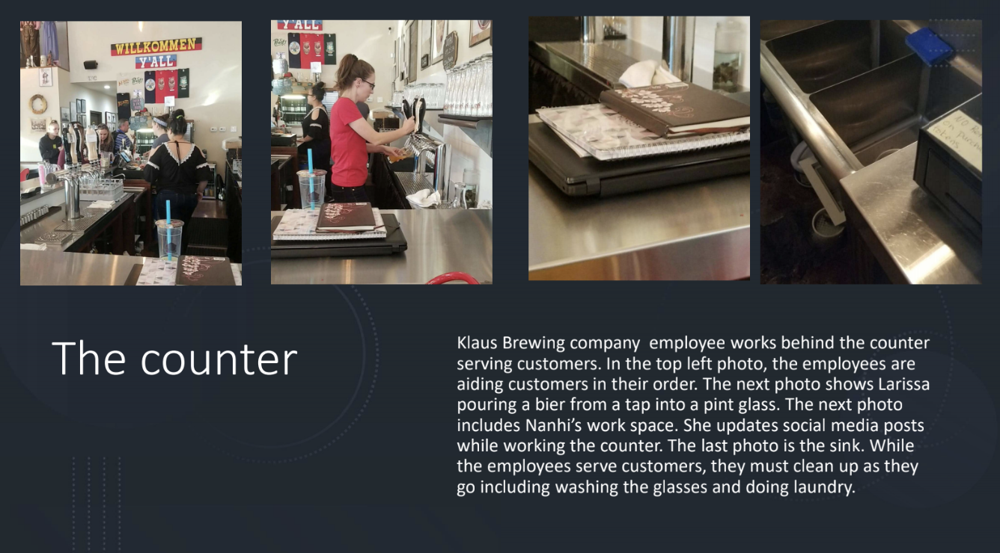 WILLKOMMEN
Y'ALL
Y'ALL
The counter
Klaus Brewing company  employee works behind the counter
serving customers. In the top left photo, the employees are
aiding customers in their order. The next photo shows Larissa
pouring a bier from a tap into a pint glass. The next photo
includes Nanhi’s work space. She updates social media posts
while working the counter. The last photo is the sink. While
the employees serve customers, they must clean up as they
go including washing the glasses and doing laundry.